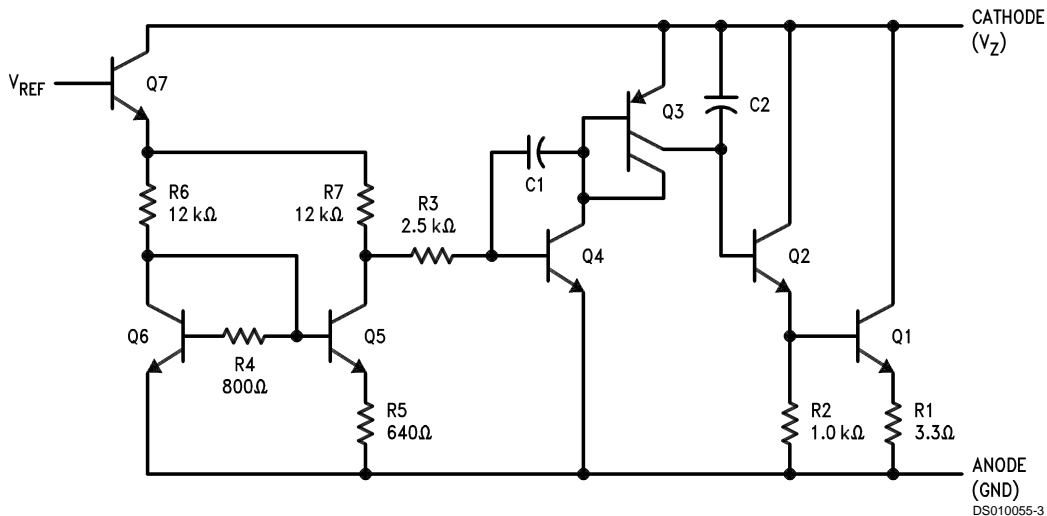 CATHODE
(VZ)
VREF
Q7
Q3
C2
C1
R6
12 kΩ
R7
12 kΩ
R3
2.5 kΩ
Q4
Q2
Q6
R4
800Ω
Q5
Q1
R5
640Ω
R2
1.0 kΩ
R1
3.3Ω
ANODE
(GND)
DS010055-3